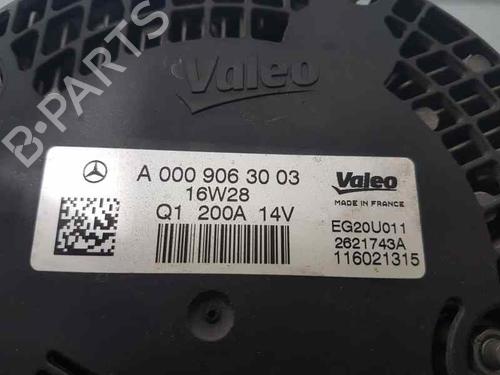 Valeo
B-PARTS
A 000 906 30 03
16W28
Q1 200A 14V
Valeo
MADE IN FRANCE
EG20U011
2621743A
116021315